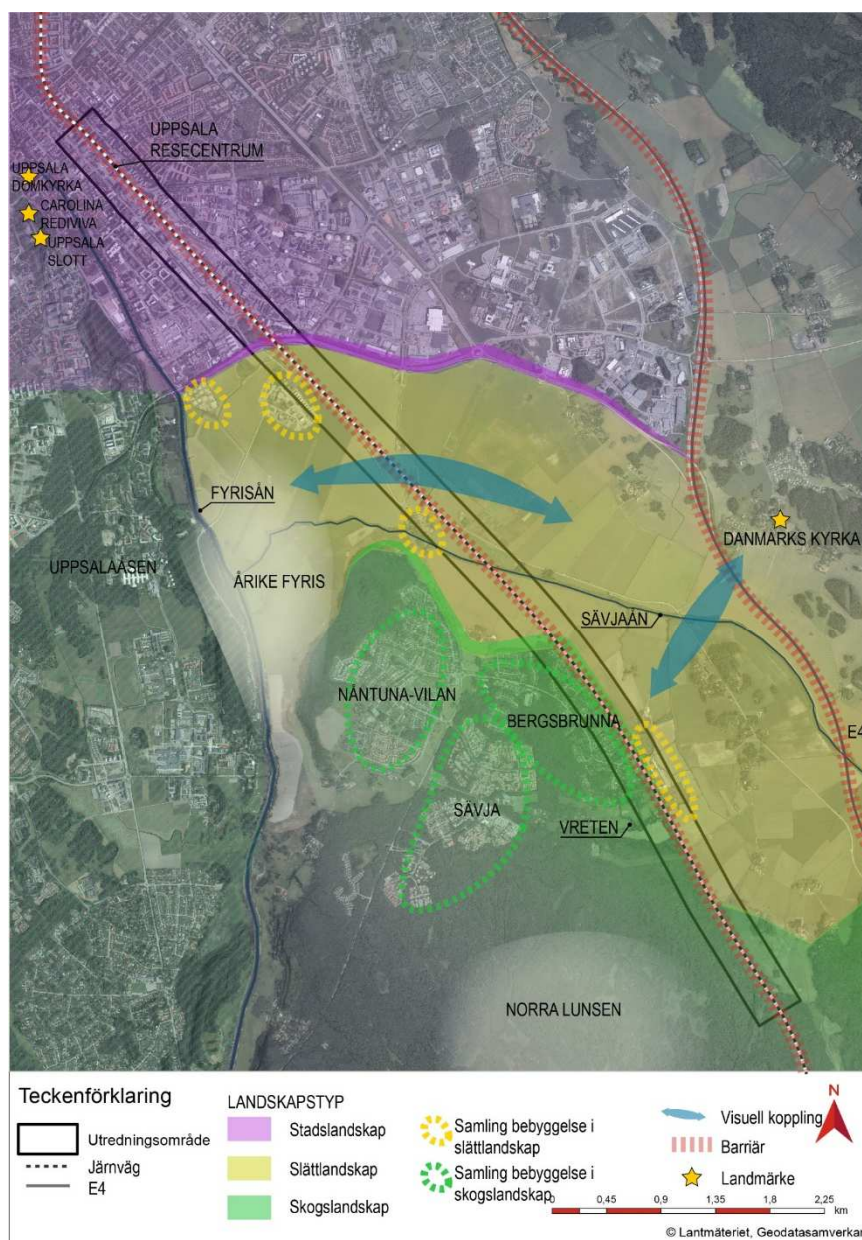 UPPSALA
RESECENTRUM
UPPSALA
DOMKYRKA
CAROLINA
REDIVIVA
UPPSALA
SLOTT
FYRISÅN
DANMARKS KYRKA
UPPSALAÅSEN
ÅRIKE FYRIS
SÄVJAÅN
NÅNTUNA-VILAN
BERGSBRUNNA
E4
SÄVJA
VRETEN
NORRA LUNSEN
Teckenförklaring
Utredningsområde
Järnväg
E4
LANDSKAPSTYP
Stadslandskap
Slättlandskap
Skogslandskap
Samling bebyggelse i
slättlandskap
Samling bebyggelse i
skogslandskap
Visuell koppling
Barriär
Landmärke
N
0 0,45 0,9 1,35 1,8 2,25
km
© Lantmäteriet, Geodatasamverkan